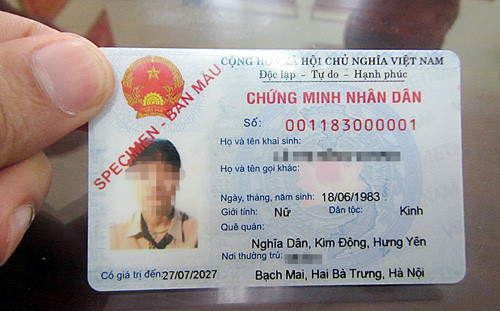 CỘNG HÒA XÃ HỘI CHỦ NGHĨA VIỆT NAM
Độc lập - Tự do - Hạnh phúc
CHỨNG MINH NHÂN DÂN
SPECIMEN - BẢN MẪU
Số: 001183000001
Họ và tên khai sinh:
Họ và tên gọi khác:
Ngày, tháng, năm sinh: 18/06/1983
Giới tính: Nữ Dân tộc: Kinh
Quê quán:
Nghĩa Dân, Kim Động, Hưng Yên
Nơi thường trú:
Bạch Mai, Hai Bà Trưng, Hà Nội
Có giá trị đến: 27/07/2027